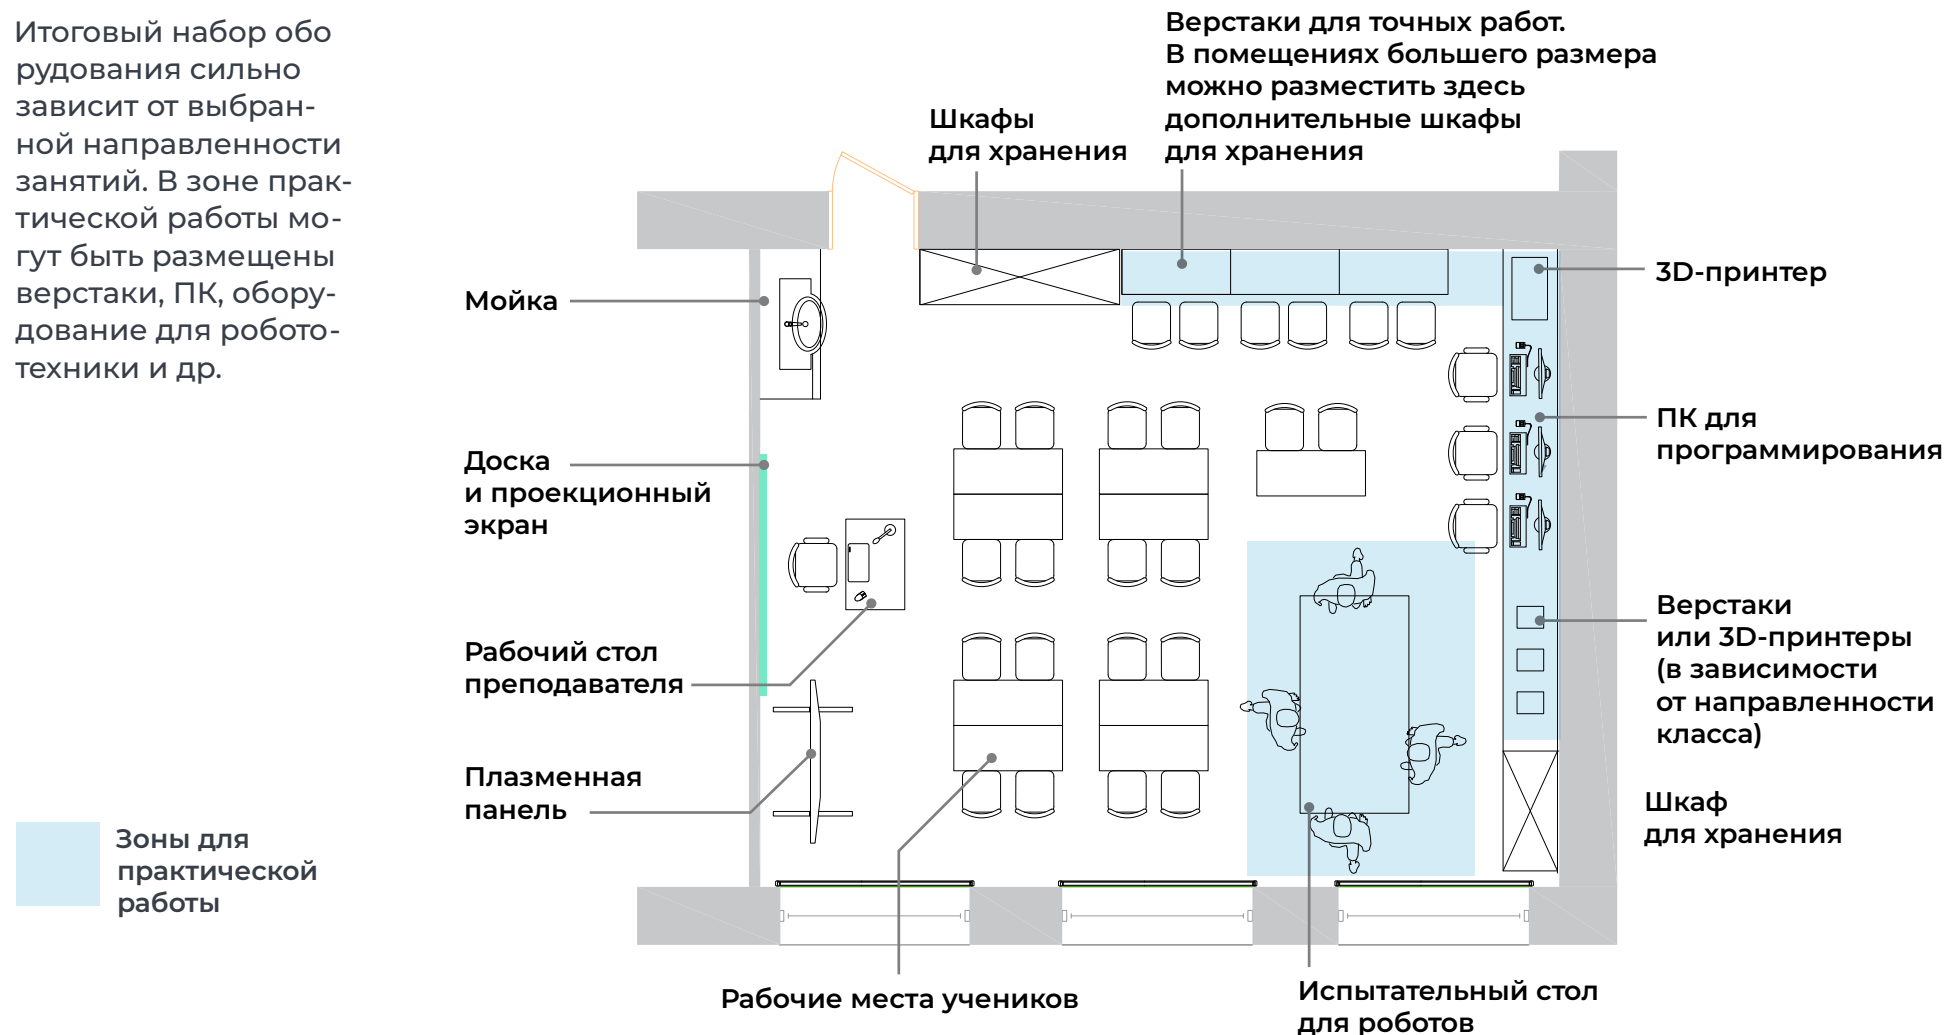 Итоговый набор обо
рудования сильно
зависит от выбран-
ной направленности
занятий. В зоне прак-
тической работы мо-
гут быть размещены
верстаки, ПК, обору-
дование для робото-
техники и др.
Верстаки для точных работ.
В помещениях большего размера
можно разместить здесь
дополнительные шкафы
для хранения
Шкафы
для хранения
Мойка
3D-принтер
ПК для
программирования
Доска
и проекционный
экран
Верстаки
или 3D-принтеры
(в зависимости
от направленности
класса)
Рабочий стол
преподавателя
Плазменная
панель
Шкаф
для хранения
Зоны для
практической
работы
Рабочие места учеников
Испытательный стол
для роботов